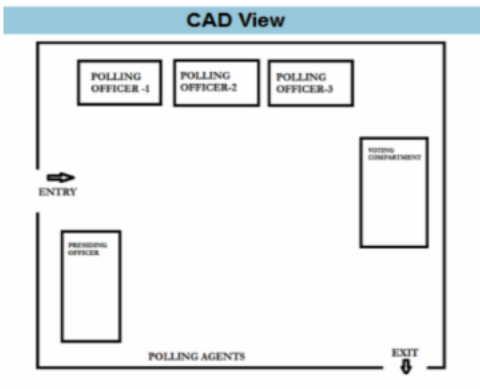 CAD View
POLLING
OFFICER -1
POLLING
OFFICER-2
POLLING
OFFICER-3
VOTING
COMPARTMENT
ENTRY
PRESIDING
OFFICER
POLLING AGENTS
EXIT